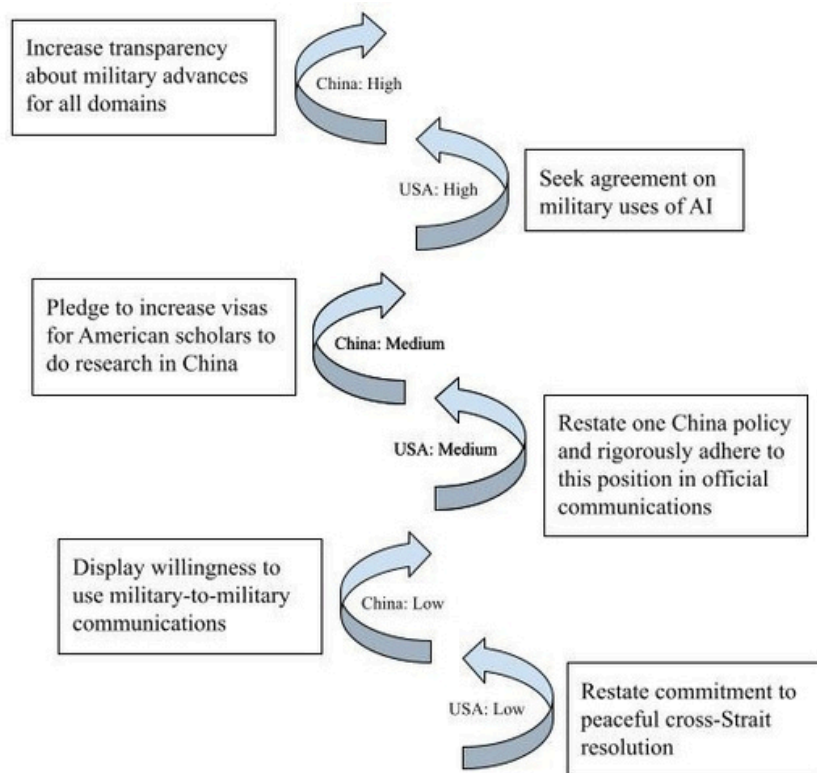 Increase transparency
about military advances
for all domains
China: High
USA: High
Seek agreement on
military uses of AI
Pledge to increase visas
for American scholars to
do research in China
China: Medium
USA: Medium
Restate one China policy
and rigorously adhere to
this position in official
communications
Display willingness to
use military-to-military
communications
China: Low
USA: Low
Restate commitment to
peaceful cross-Strait
resolution